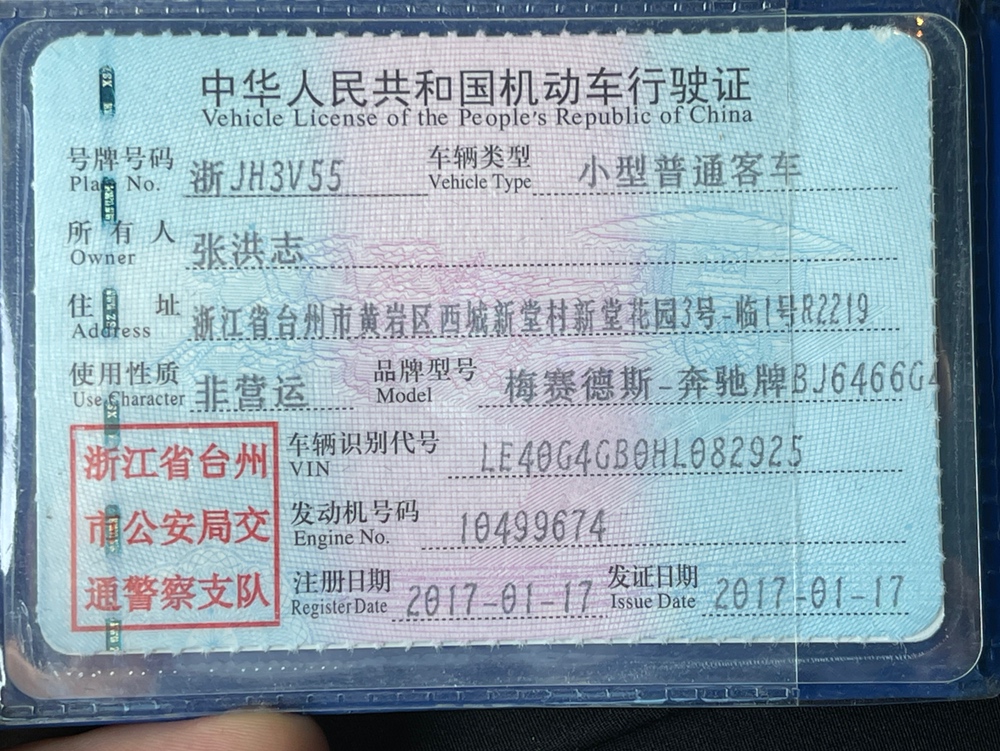 中华人民共和国机动车行驶证
Vehicle License of the People's Republic of China
号牌号码 浙JH3V55 车辆类型 小型普通客车
Plate No. Vehicle Type
所有人 张洪志
Owner
住址 浙江省台州市黄岩区西城新堂村新堂花园3号-临1号R2219
Address
使用性质 非营运 品牌型号 梅赛德斯-奔驰牌BJ6466G4
Use Character Model
浙江省台州 车辆识别代号 LE40G4GB0HL082925
VIN
市公安局交 发动机号码 10499674
Engine No.
通警察支队 注册日期 2017-01-17 发证日期 2017-01-17
Register Date Issue Date